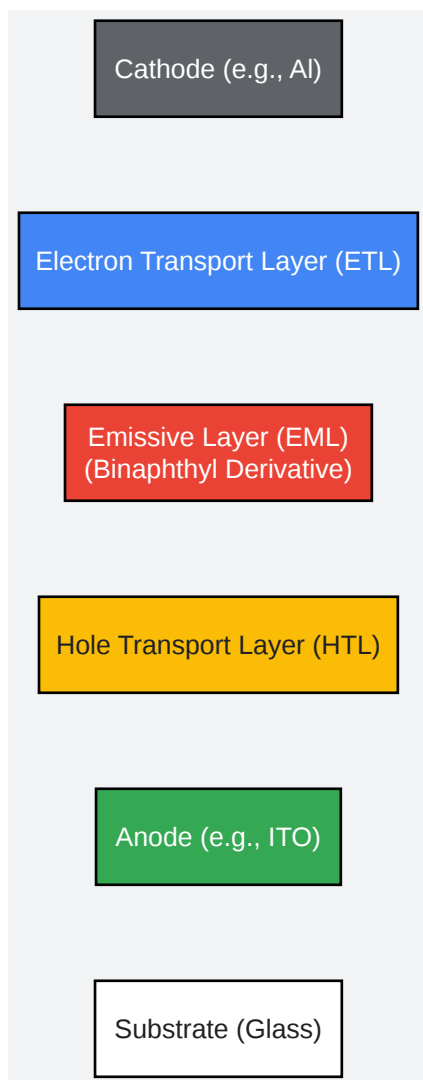 Cathode (e.g., Al)
Electron Transport Layer (ETL)
Emissive Layer (EML)
(Binaphthyl Derivative)
Hole Transport Layer (HTL)
Anode (e.g., ITO)
Substrate (Glass)